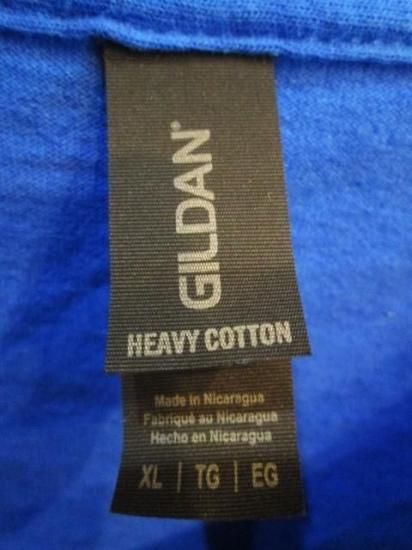 GILDAN®
HEAVY COTTON
Made in Nicaragua
Fabriqué au Nicaragua
Hecho en Nicaragua
XL | TG | EG